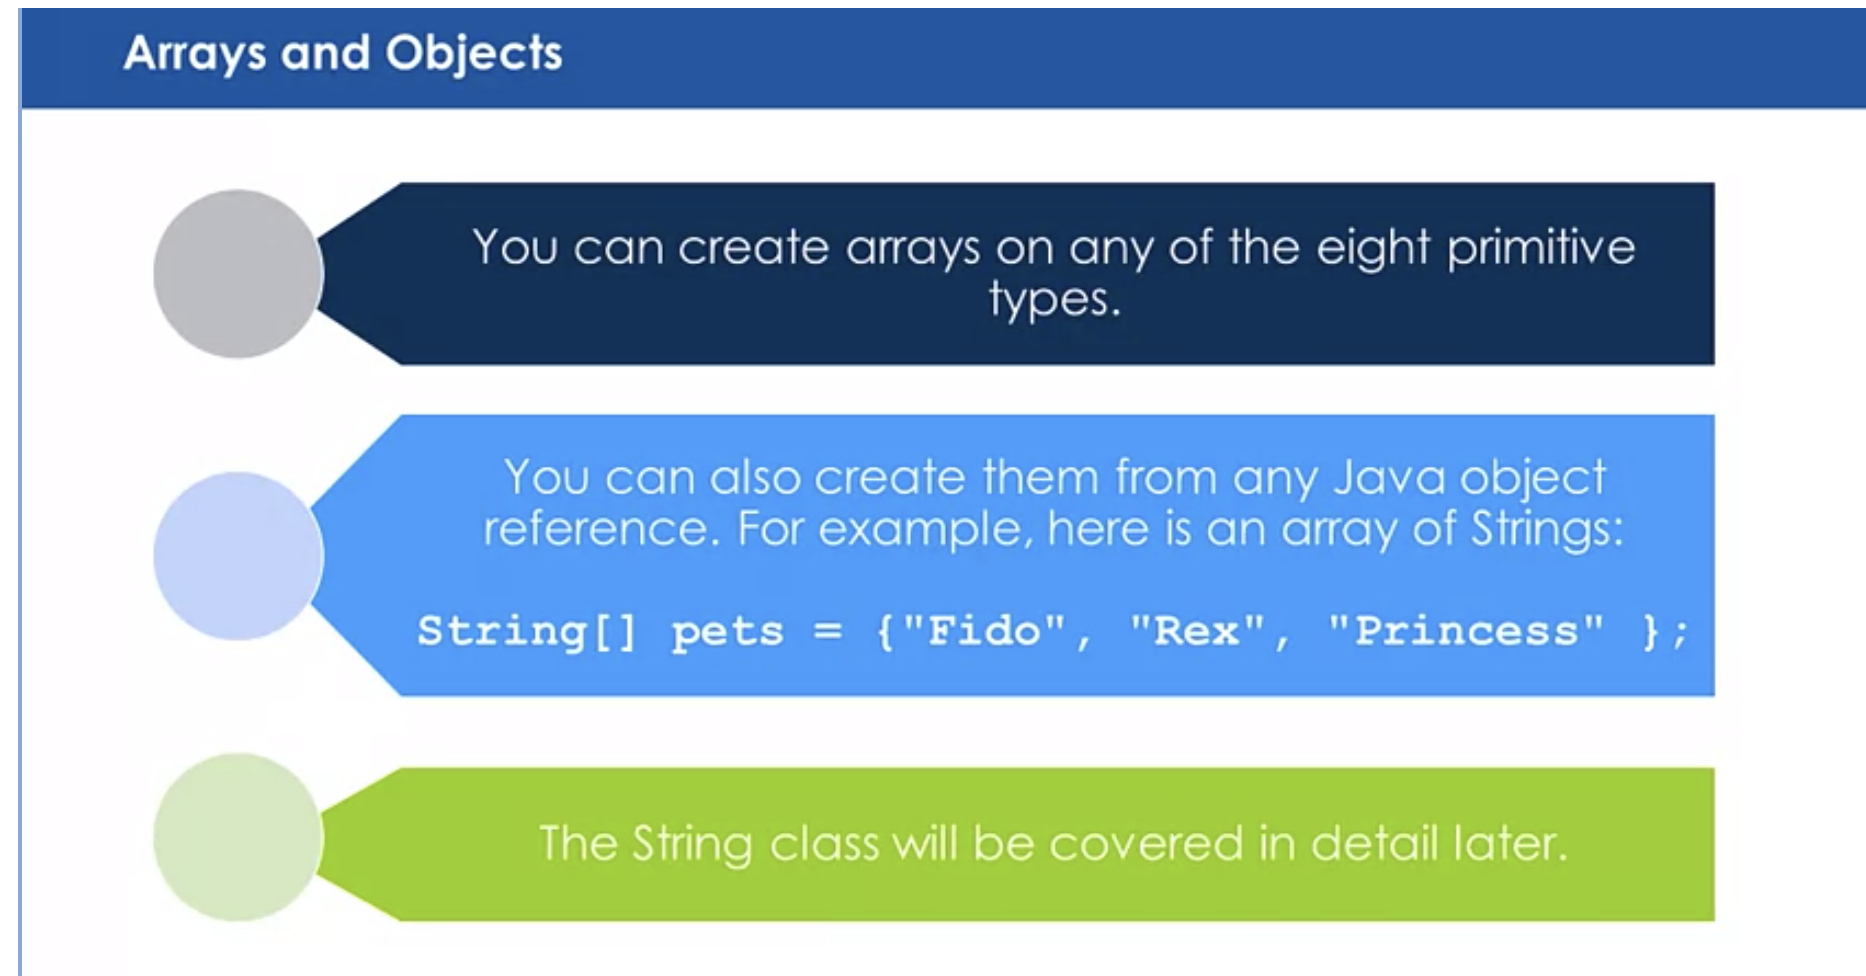 Arrays and Objects
You can create arrays on any of the eight primitive
types.
You can also create them from any Java object
reference. For example, here is an array of Strings:
String[] pets = {"Fido", "Rex", "Princess" };
The String class will be covered in detail later.